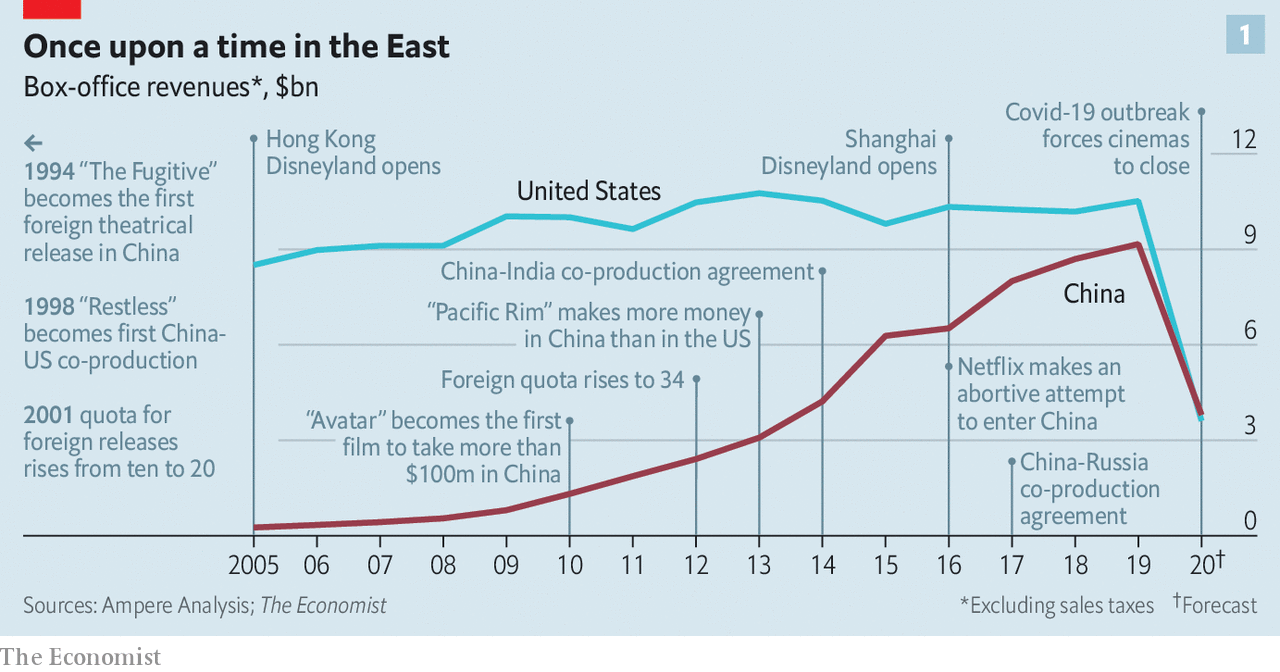 1
Once upon a time in the East
Box-office revenues*, $bn
←
1994 “The Fugitive”
becomes the first
foreign theatrical
release in China
1998 “Restless”
becomes first China-
US co-production
2001 quota for
foreign releases
rises from ten to 20
Hong Kong
Disneyland opens
United States
Shanghai
Disneyland opens
Covid-19 outbreak
forces cinemas
to close
China-India co-production agreement
“Pacific Rim” makes more money
in China than in the US
Foreign quota rises to 34
“Avatar” becomes the first
film to take more than
$100m in China
China
Netflix makes an
abortive attempt
to enter China
China-Russia
co-production
agreement
12
9
6
3
0
2005 06 07 08 09 10 11 12 13 14 15 16 17 18 19 20†
Sources: Ampere Analysis; The Economist
*Excluding sales taxes †Forecast
The Economist